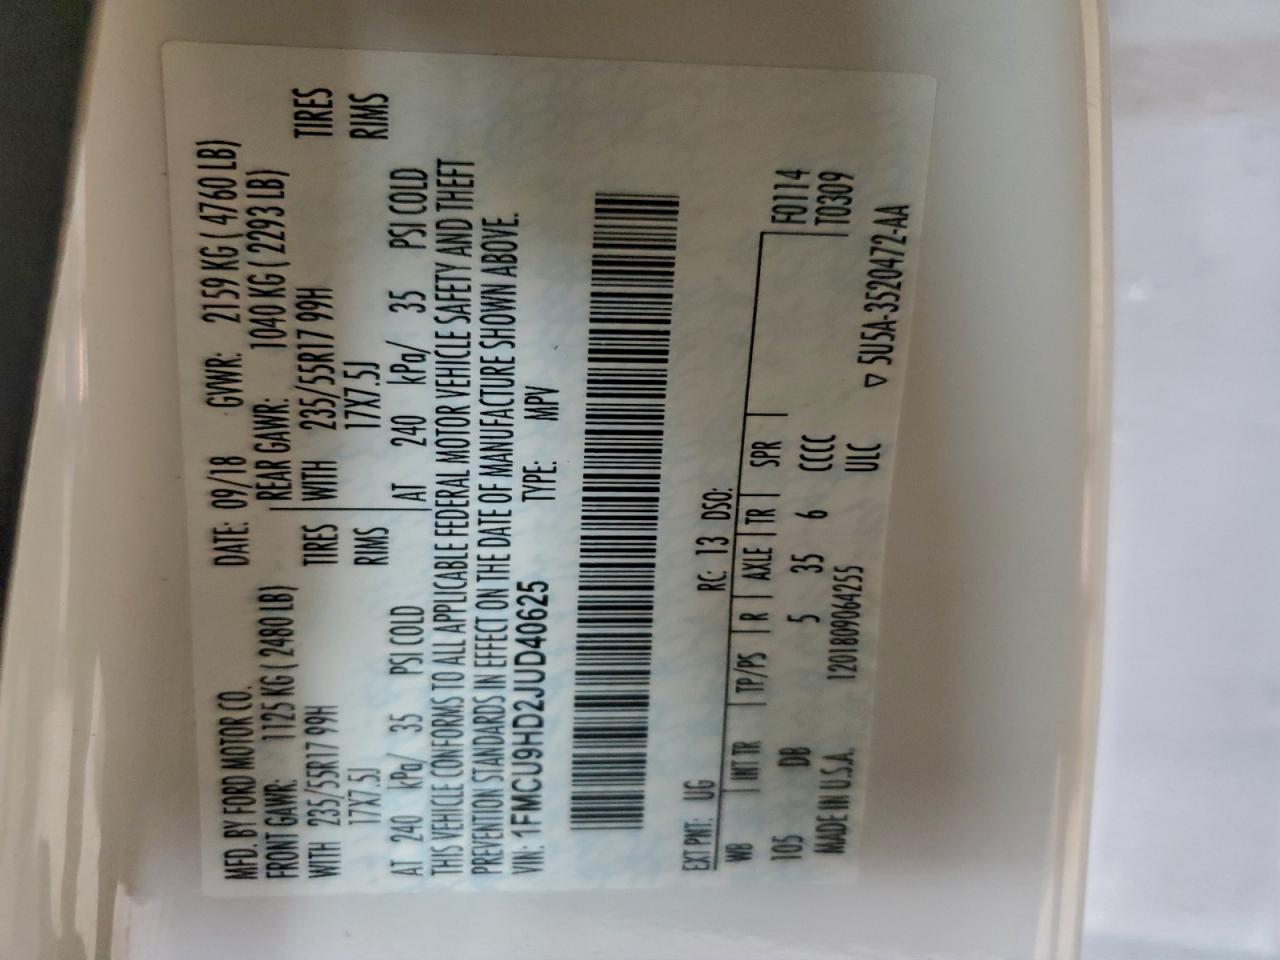 MFD. BY FORD MOTOR CO. DATE: 09/18 GVWR: 2159 KG ( 4760 LB)
FRONT GAWR: 1125 KG ( 2480 LB) REAR GAWR: 1040 KG ( 2293 LB)
WITH 235/55R17 99H TIRES WITH 235/55R17 99H TIRES
17X7.5J RIMS 17X7.5J RIMS
AT 240 kPa/ 35 PSI COLD AT 240 kPa/ 35 PSI COLD
THIS VEHICLE CONFORMS TO ALL APPLICABLE FEDERAL MOTOR VEHICLE SAFETY AND THEFT
PREVENTION STANDARDS IN EFFECT ON THE DATE OF MANUFACTURE SHOWN ABOVE.
VIN: 1FMCU9HD2JUD40625 TYPE: MPV
EXT PNT: UG RC: 13 DSO:
WB INT TR TP/PS R AXLE TR SPR F0114
105 DB 5 35 6 CCCC T0309
MADE IN U.S.A. 1201809064255 ULC ▽ 5U5A-3520472-AA